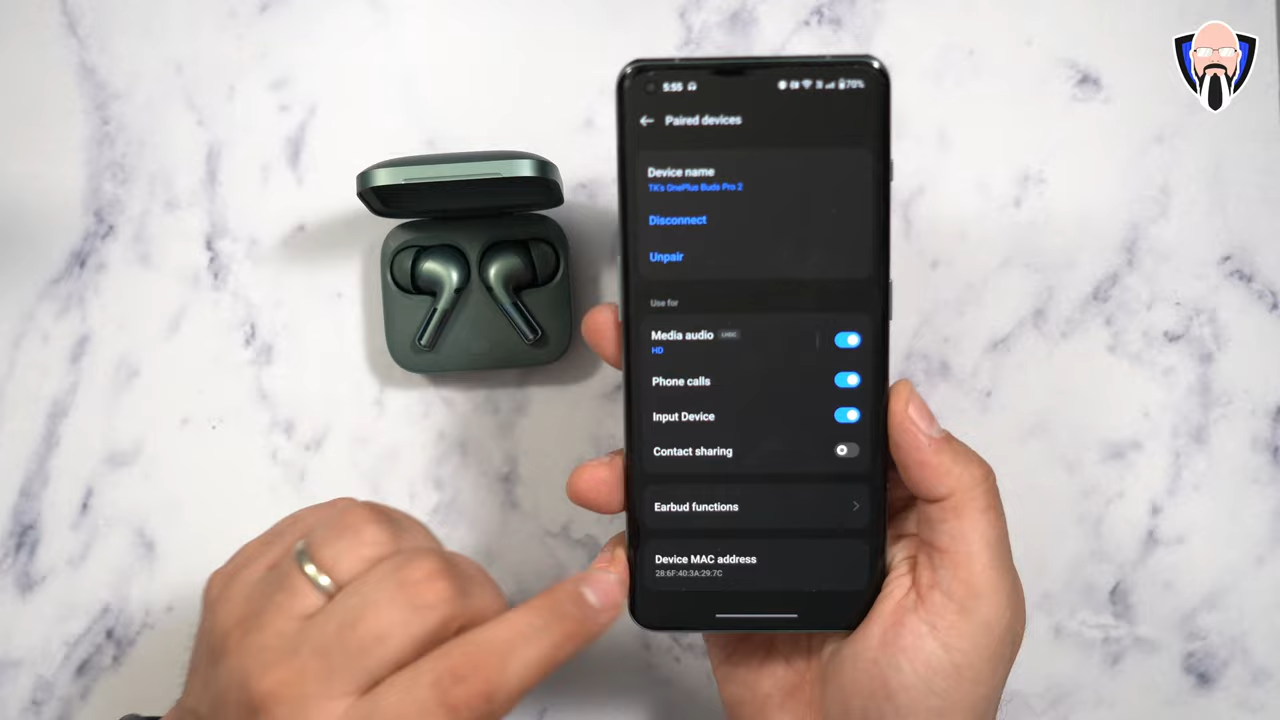 5:55
70%
Paired devices
Device name
TK's OnePlus Buds Pro 2
Disconnect
Unpair
Use for
Media audio LHDC
HD
Phone calls
Input Device
Contact sharing
Earbud functions
Device MAC address
28:6F:40:3A:29:7C